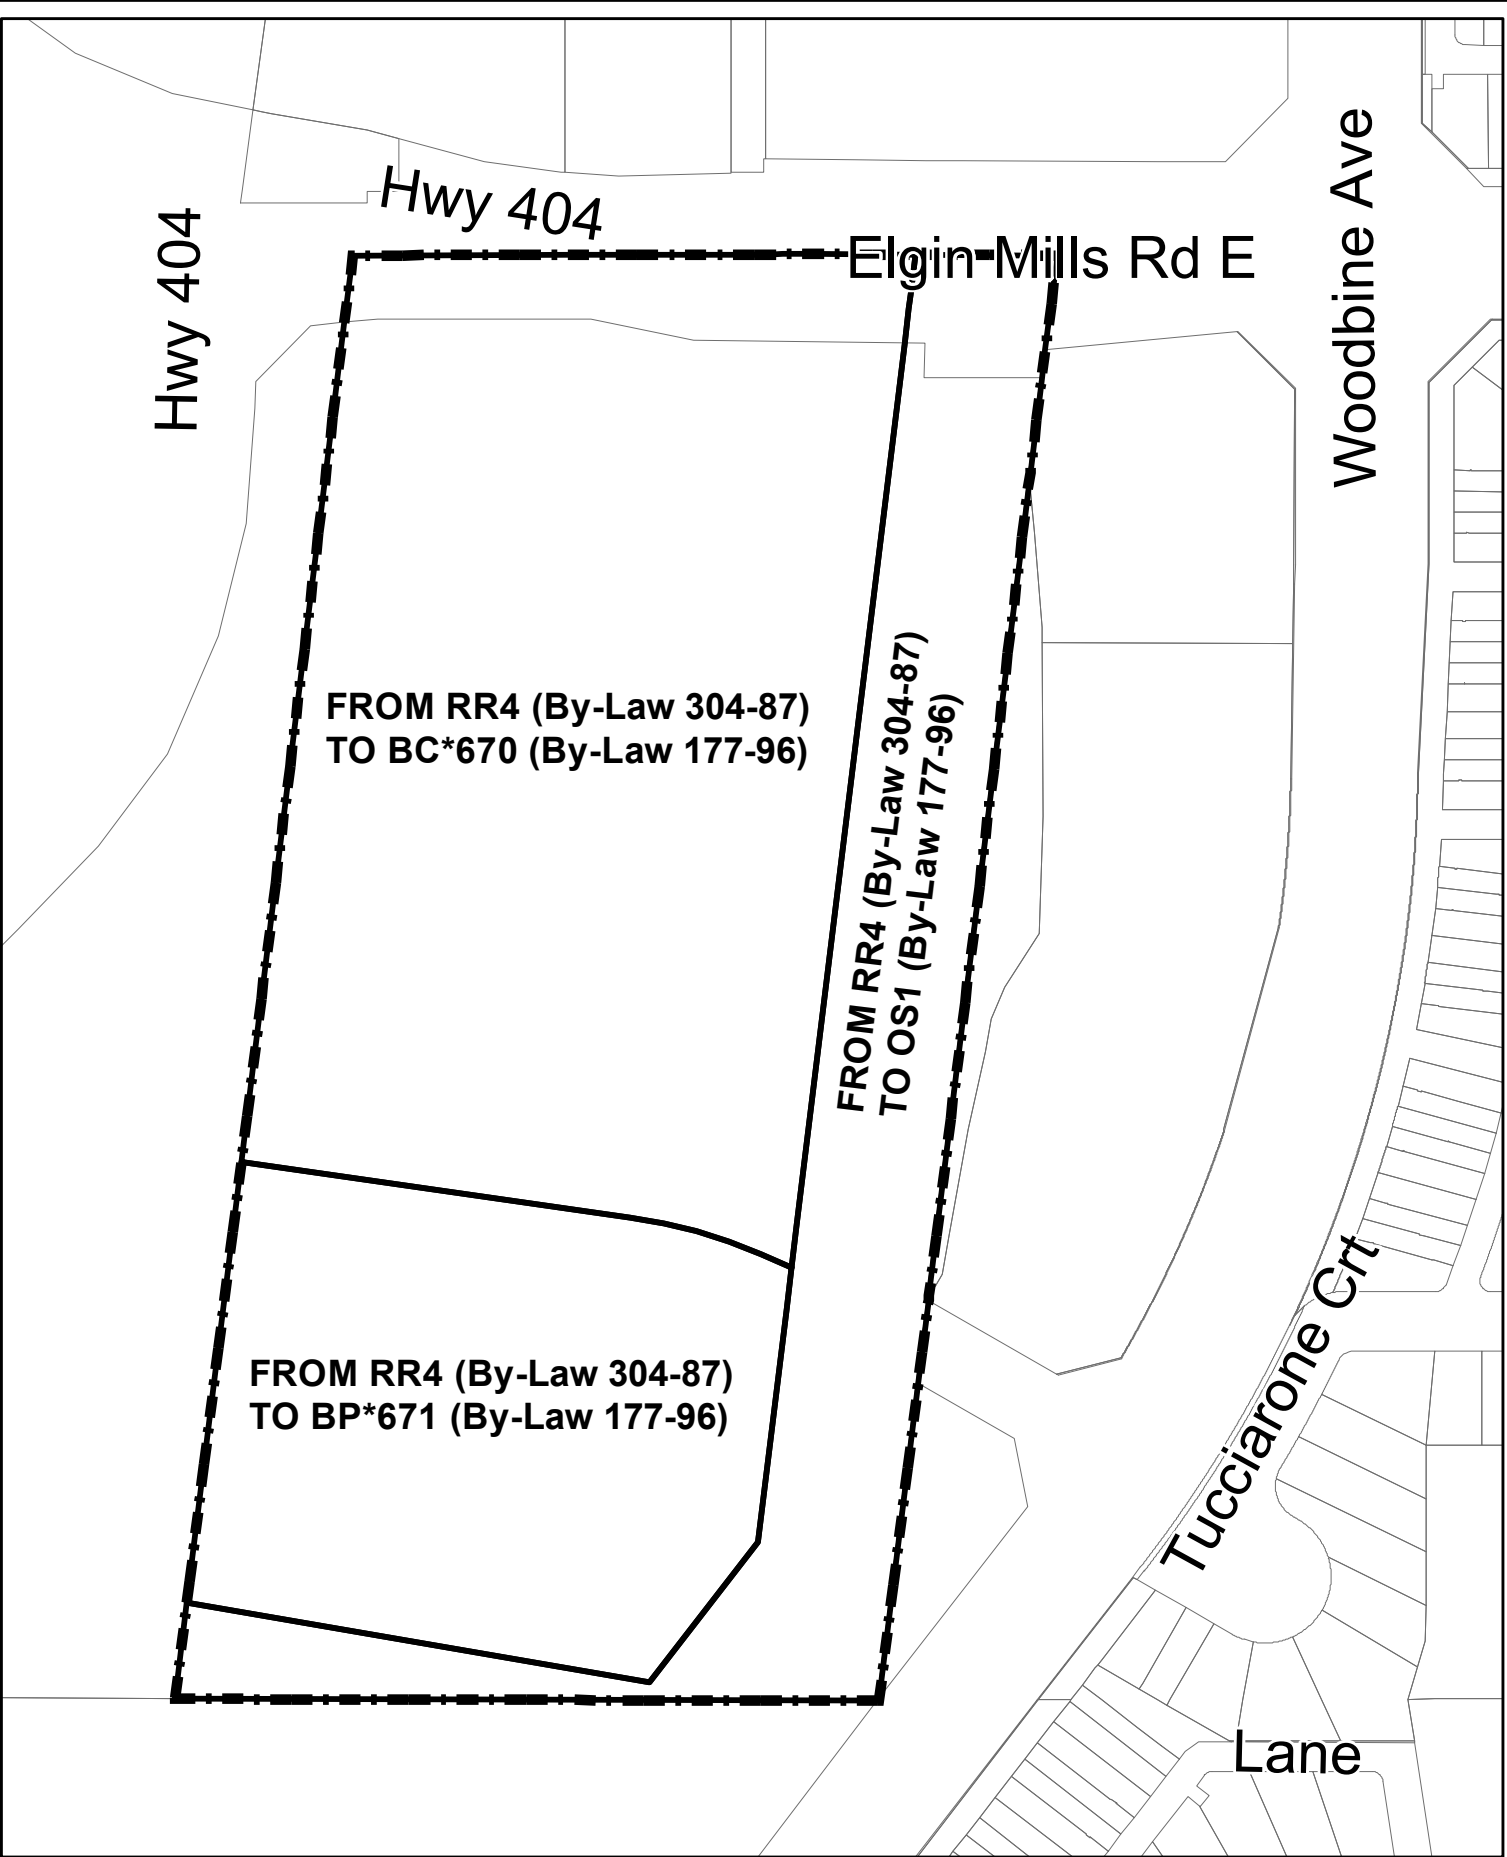 Hwy 404
Hwy 404
Elgin Mills Rd E
Woodbine Ave
FROM RR4 (By-Law 304-87)
TO BC*670 (By-Law 177-96)
FROM RR4 (By-Law 304-87)
TO OS1 (By-Law 177-96)
FROM RR4 (By-Law 304-87)
TO BP*671 (By-Law 177-96)
Tucciarone Crt
Lane